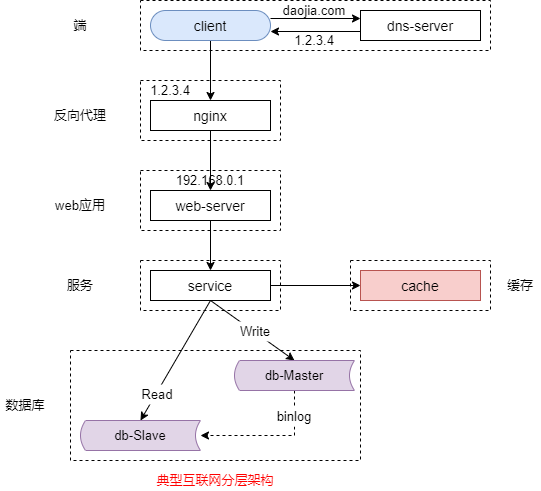 端
client
daojia.com
1.2.3.4
dns-server
1.2.3.4
反向代理
nginx
192.168.0.1
web应用
web-server
服务
service
cache
缓存
Write
数据库
db-Master
Read
binlog
db-Slave
典型互联网分层架构